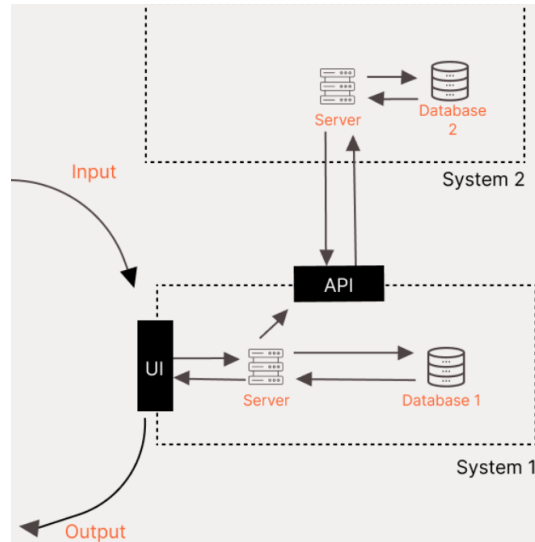 Server
Database
2
System 2
Input
API
UI
Server
Database 1
System 1
Output